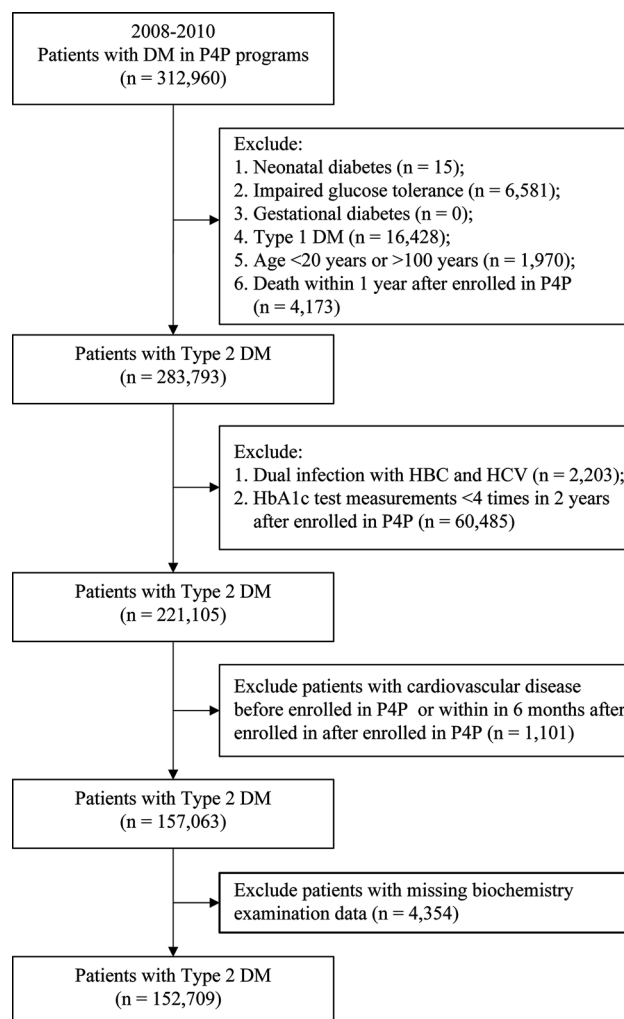 2008-2010
Patients with DM in P4P programs
(n = 312,960)
Exclude:
1. Neonatal diabetes (n = 15);
2. Impaired glucose tolerance (n = 6,581);
3. Gestational diabetes (n = 0);
4. Type 1 DM (n = 16,428);
5. Age <20 years or >100 years (n = 1,970);
6. Death within 1 year after enrolled in P4P
(n = 4,173)
Patients with Type 2 DM
(n = 283,793)
Exclude:
1. Dual infection with HBC and HCV (n = 2,203);
2. HbA1c test measurements <4 times in 2 years
after enrolled in P4P (n = 60,485)
Patients with Type 2 DM
(n = 221,105)
Exclude patients with cardiovascular disease
before enrolled in P4P or within in 6 months after
enrolled in after enrolled in P4P (n = 1,101)
Patients with Type 2 DM
(n = 157,063)
Exclude patients with missing biochemistry
examination data (n = 4,354)
Patients with Type 2 DM
(n = 152,709)